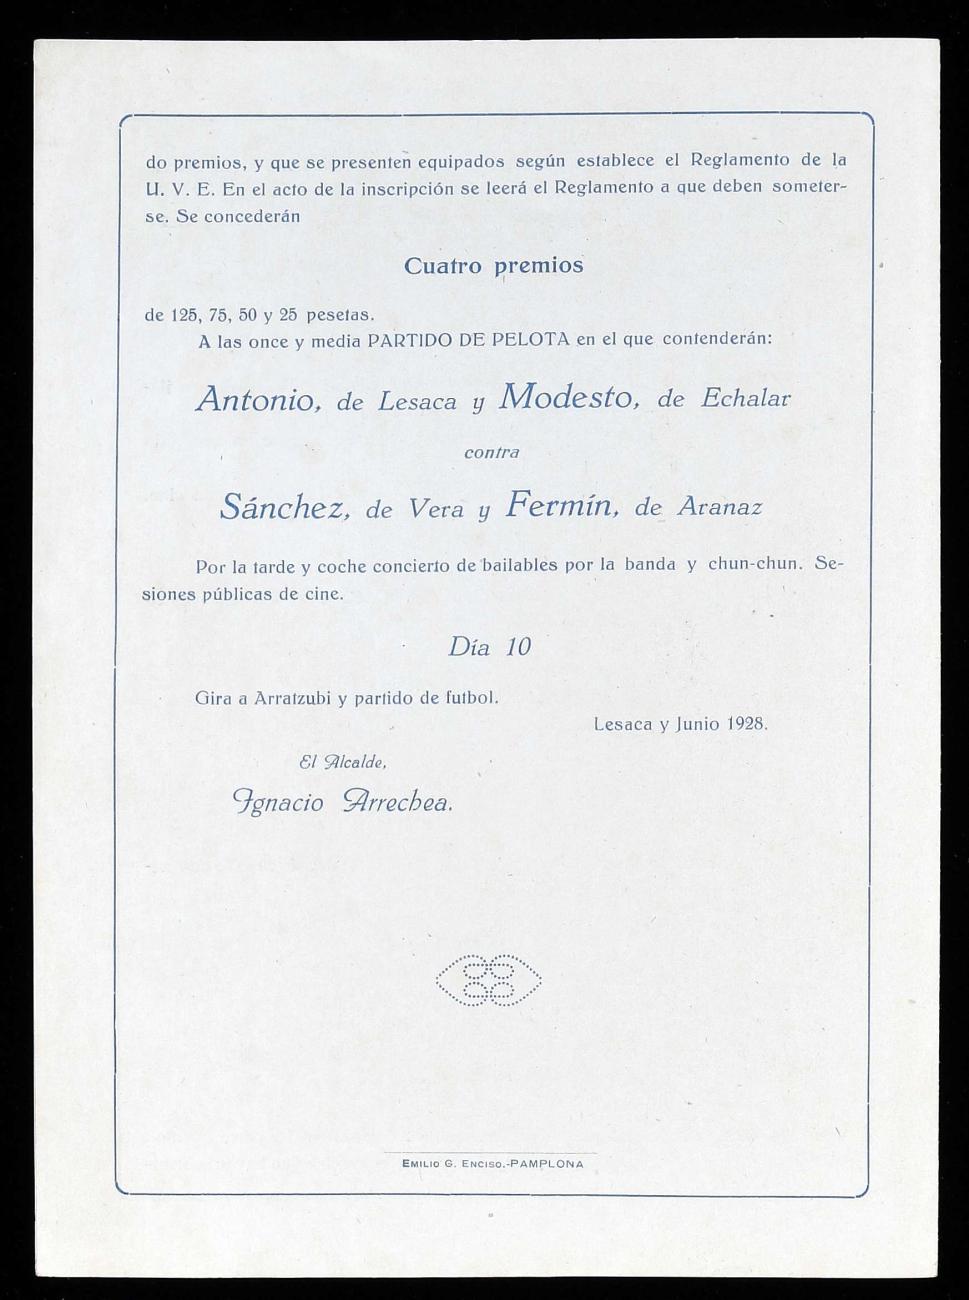 do premios, y que se presenten equipados según establece el Reglamento de la
U. V. E. En el acto de la inscripción se leerá el Reglamento a que deben someter-
se. Se concederán
Cuatro premios
de 125, 75, 50 y 25 pesetas.
A las once y media PARTIDO DE PELOTA en el que contenderán:
Antonio, de Lesaca y Modesto, de Echalar
contra
Sánchez, de Vera y Fermín, de Aranaz
Por la tarde y coche concierto de bailables por la banda y chun-chun. Se-
siones públicas de cine.
Día 10
Gira a Arratzubi y partido de futbol.
Lesaca y Junio 1928.
El Alcalde,
Ignacio Arrechea.
EMILIO G. ENCISO.-PAMPLONA